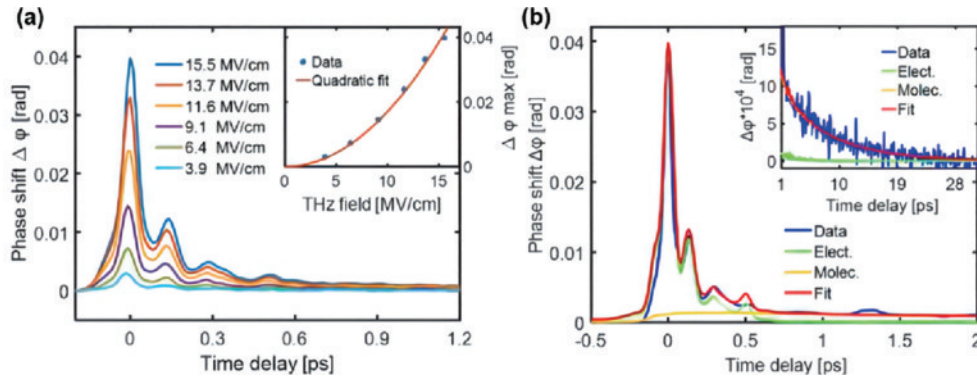 (a)
Phase shift Δ φ [rad]
0.04
0.03
0.02
0.01
0
15.5 MV/cm
13.7 MV/cm
11.6 MV/cm
9.1 MV/cm
6.4 MV/cm
3.9 MV/cm
Data
Quadratic fit
0 5 10 15
THz field [MV/cm]
0.04
0.02
0
Δ φ max [rad]
0 0.3 0.6 0.9 1.2
Time delay [ps]
(b)
Phase shift Δφ [rad]
0.04
0.03
0.02
0.01
0
Δφ*10⁴ [rad]
15
10
5
0
Data
Elect.
Molec.
Fit
1 10 19 28
Time delay [ps]
Data
Elect.
Molec.
Fit
-0.5 0 0.5 1 1.5 2
Time delay [ps]